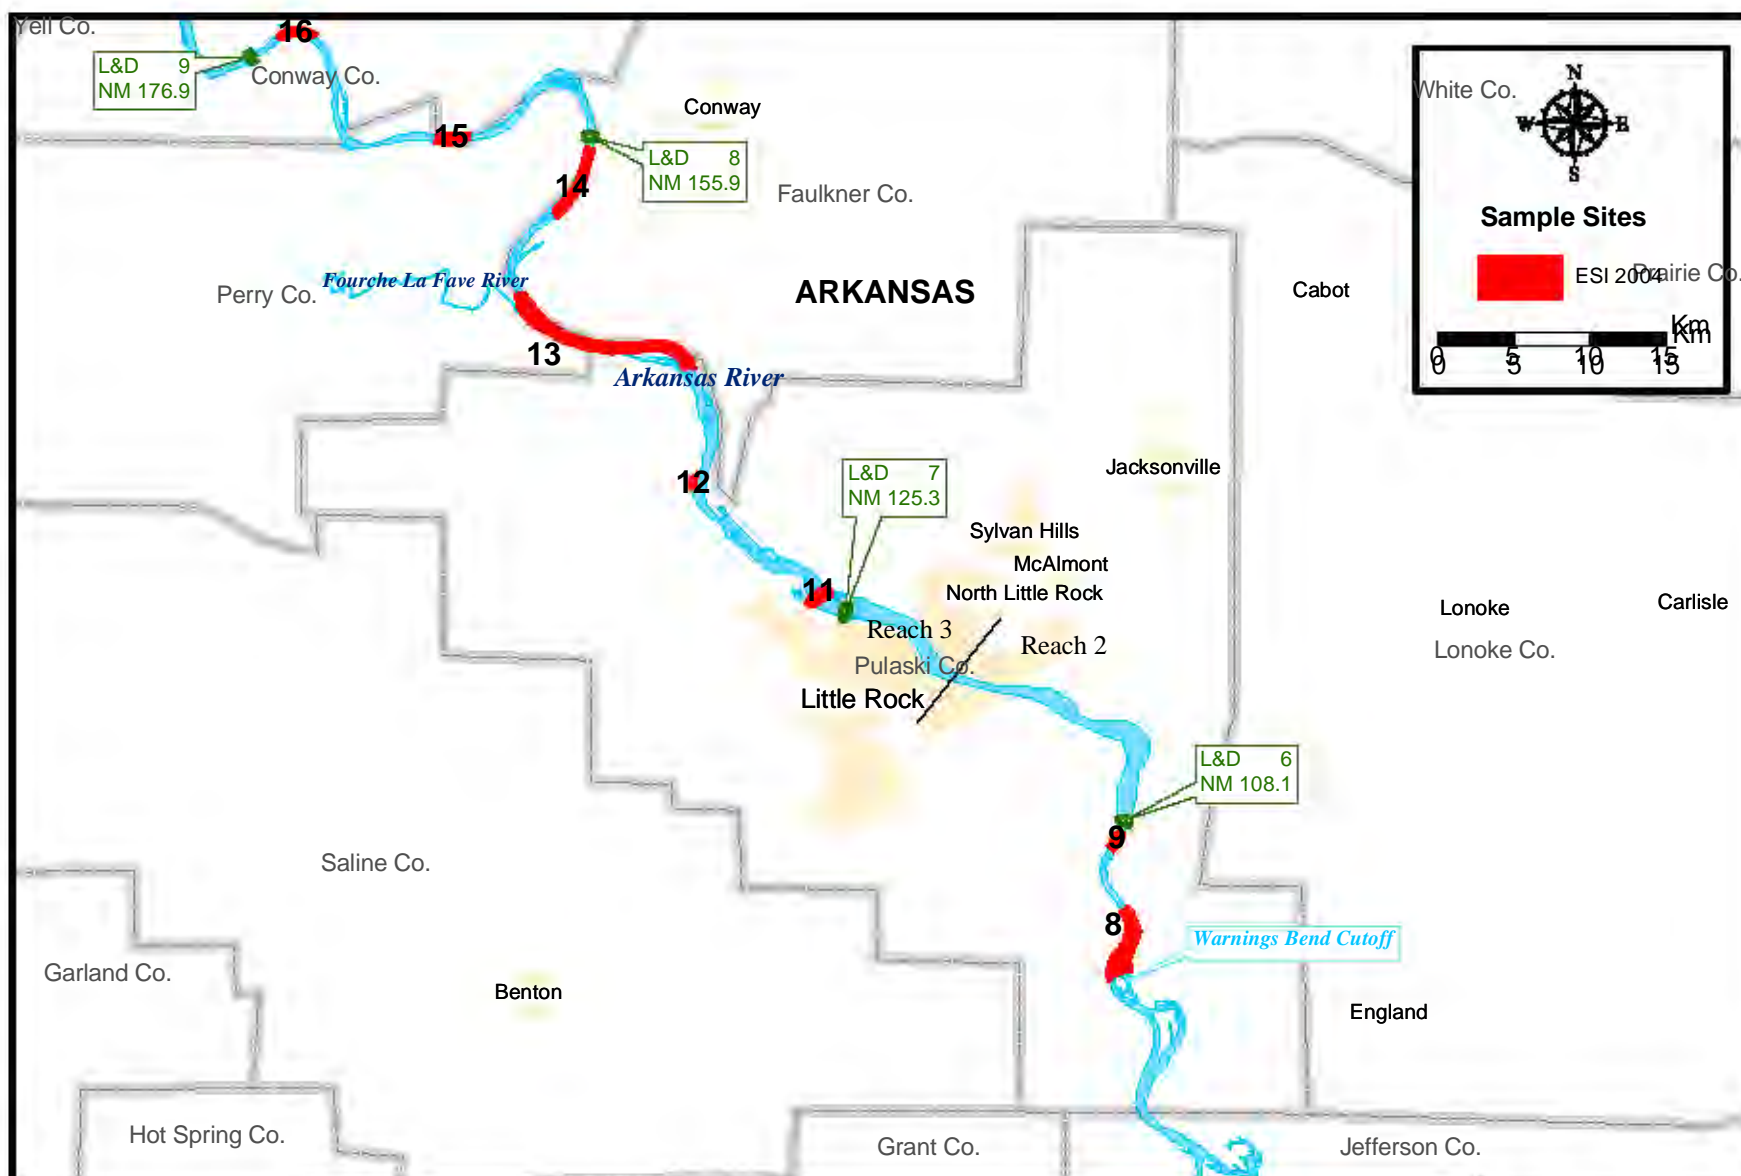 Yell Co.
16
L&D 9
NM 176.9
Conway Co.
Conway
White Co.
N
W E
S
15
L&D 8
NM 155.9
14
Faulkner Co.
Sample Sites
ESI 2004
Prairie Co.
Km
Km
0 5 10 15
Perry Co.
Fourche La Fave River
ARKANSAS
Cabot
13
Arkansas River
12
L&D 7
NM 125.3
Jacksonville
Sylvan Hills
McAlmont
North Little Rock
11
Reach 3
Reach 2
Pulaski Co.
Little Rock
Lonoke
Carlisle
Lonoke Co.
L&D 6
NM 108.1
9
Saline Co.
8
Warnings Bend Cutoff
Garland Co.
Benton
England
Hot Spring Co.
Grant Co.
Jefferson Co.